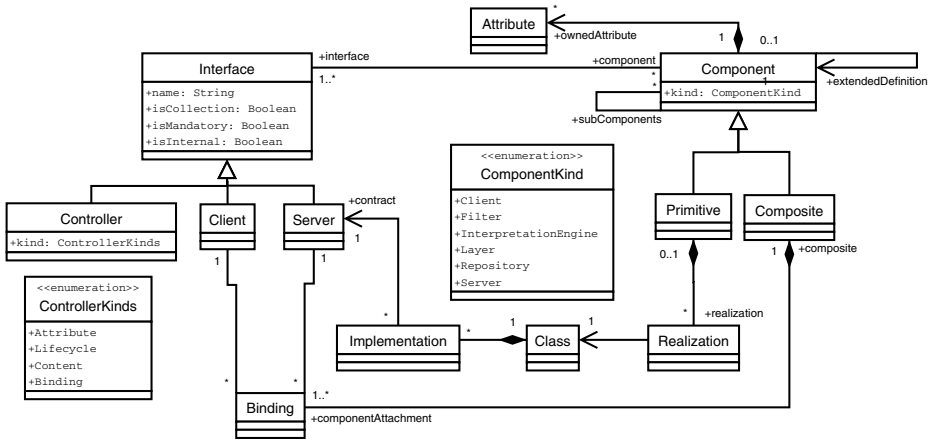 Attribute
*
+ownedAttribute
1
0..1
Interface
+name: String
+isCollection: Boolean
+isMandatory: Boolean
+isInternal: Boolean
+interface
1..*
+component
*
Component
1
+kind: ComponentKind
+extendedDefinition
*
+subComponents
<<enumeration>>
ComponentKind
+Client
+Filter
+InterpretationEngine
+Layer
+Repository
+Server
Controller
+kind: ControllerKinds
Client
1
Server
1
+contract
1
Primitive
0..1
Composite
1
+composite
<<enumeration>>
ControllerKinds
+Attribute
+Lifecycle
+Content
+Binding
*
+realization
*
Implementation
*
1
Class
1
Realization
*
*
Binding
1..*
+componentAttachment